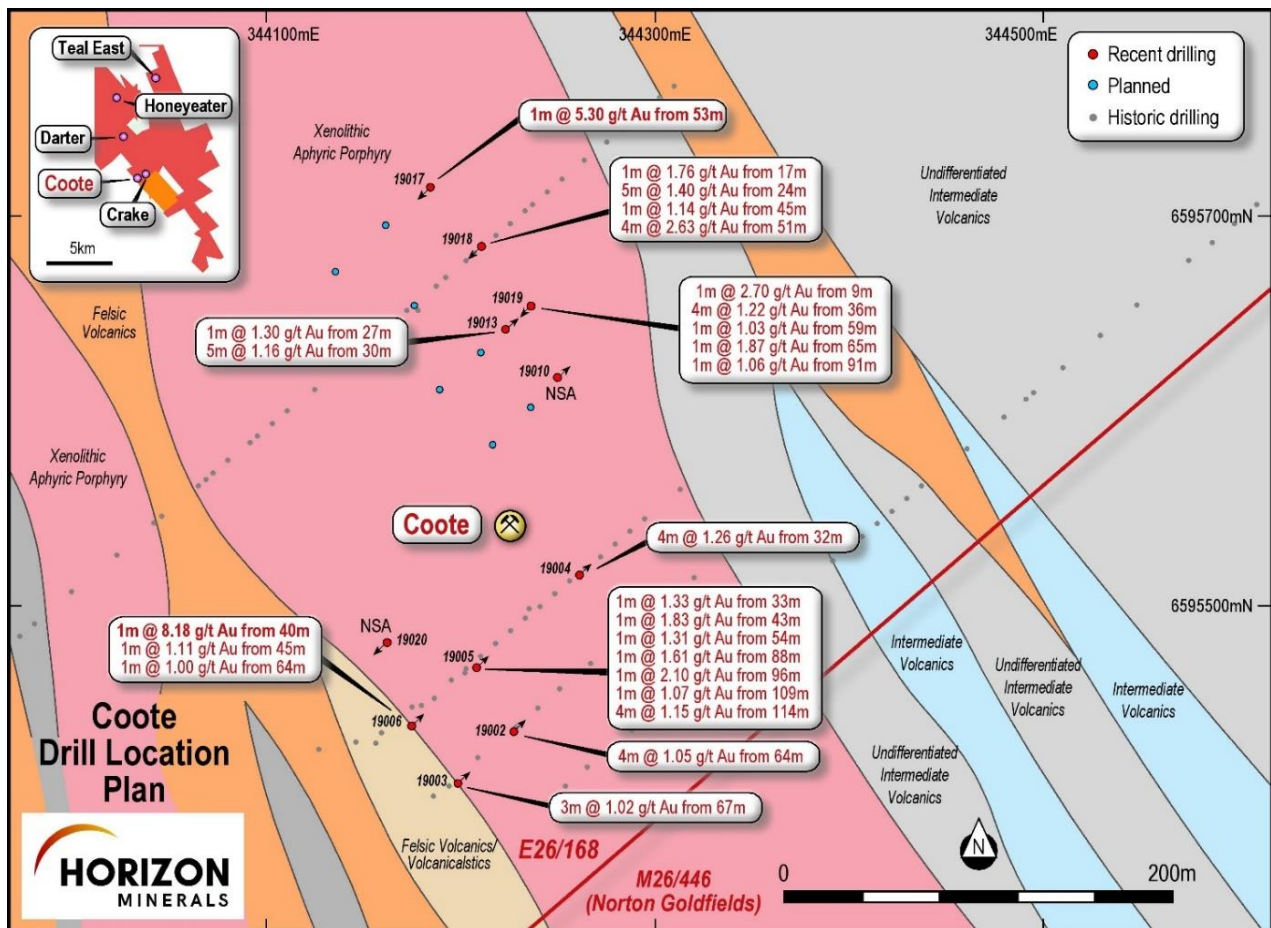 344100mE
344300mE
344500mE
Teal East
Honeyeater
Darter
Coote
Crake
5km
Recent drilling
Planned
Historic drilling
Xenolithic
Aphyric Porphyry
1m @ 5.30 g/t Au from 53m
19017
1m @ 1.76 g/t Au from 17m
5m @ 1.40 g/t Au from 24m
1m @ 1.14 g/t Au from 45m
4m @ 2.63 g/t Au from 51m
Undifferentiated
Intermediate
Volcanics
6595700mN
19018
Felsic
Volcanics
19019
19013
1m @ 2.70 g/t Au from 9m
4m @ 1.22 g/t Au from 36m
1m @ 1.03 g/t Au from 59m
1m @ 1.87 g/t Au from 65m
1m @ 1.06 g/t Au from 91m
1m @ 1.30 g/t Au from 27m
5m @ 1.16 g/t Au from 30m
19010
NSA
Xenolithic
Aphyric Porphyry
Coote
4m @ 1.26 g/t Au from 32m
19004
6595500mN
1m @ 8.18 g/t Au from 40m
1m @ 1.11 g/t Au from 45m
1m @ 1.00 g/t Au from 64m
NSA
19020
19005
1m @ 1.33 g/t Au from 33m
1m @ 1.83 g/t Au from 43m
1m @ 1.31 g/t Au from 54m
1m @ 1.61 g/t Au from 88m
1m @ 2.10 g/t Au from 96m
1m @ 1.07 g/t Au from 109m
4m @ 1.15 g/t Au from 114m
Intermediate
Volcanics
Undifferentiated
Intermediate
Volcanics
Intermediate
Volcanics
19006
19002
4m @ 1.05 g/t Au from 64m
Undifferentiated
Intermediate
Volcanics
19003
3m @ 1.02 g/t Au from 67m
Coote
Drill Location
Plan
Felsic Volcanics/
Volcanicalstics
E26/168
M26/446
(Norton Goldfields)
N
0
200m
HORIZON
MINERALS